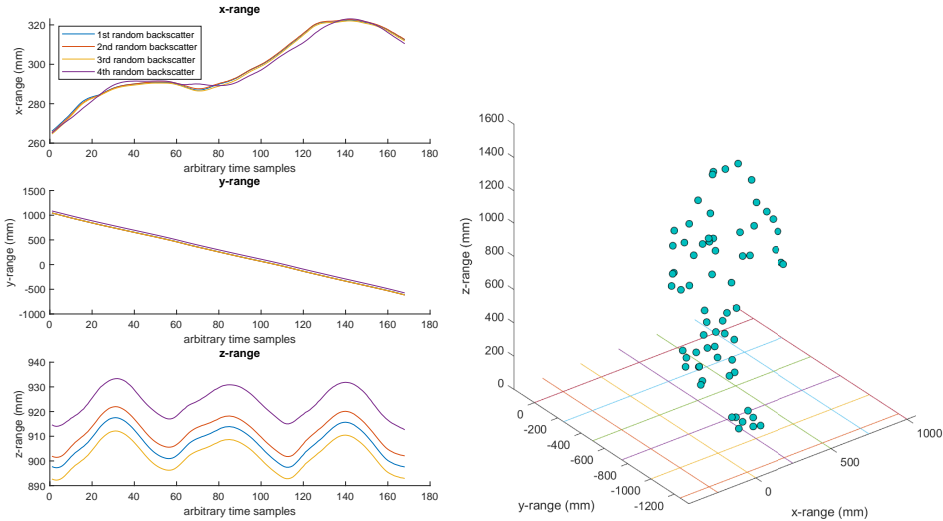 x-range
320
300
280
260
x-range (mm)
1st random backscatter
2nd random backscatter
3rd random backscatter
4th random backscatter
0 20 40 60 80 100 120 140 160 180
arbitrary time samples
y-range
1500
1000
500
0
-500
-1000
y-range (mm)
0 20 40 60 80 100 120 140 160 180
arbitrary time samples
z-range
940
930
920
910
900
890
z-range (mm)
0 20 40 60 80 100 120 140 160 180
arbitrary time samples
1600
1400
1200
1000
800
600
400
200
0
z-range (mm)
0
-200
-400
-600
-800
-1000
-1200
y-range (mm)
0
500
1000
x-range (mm)